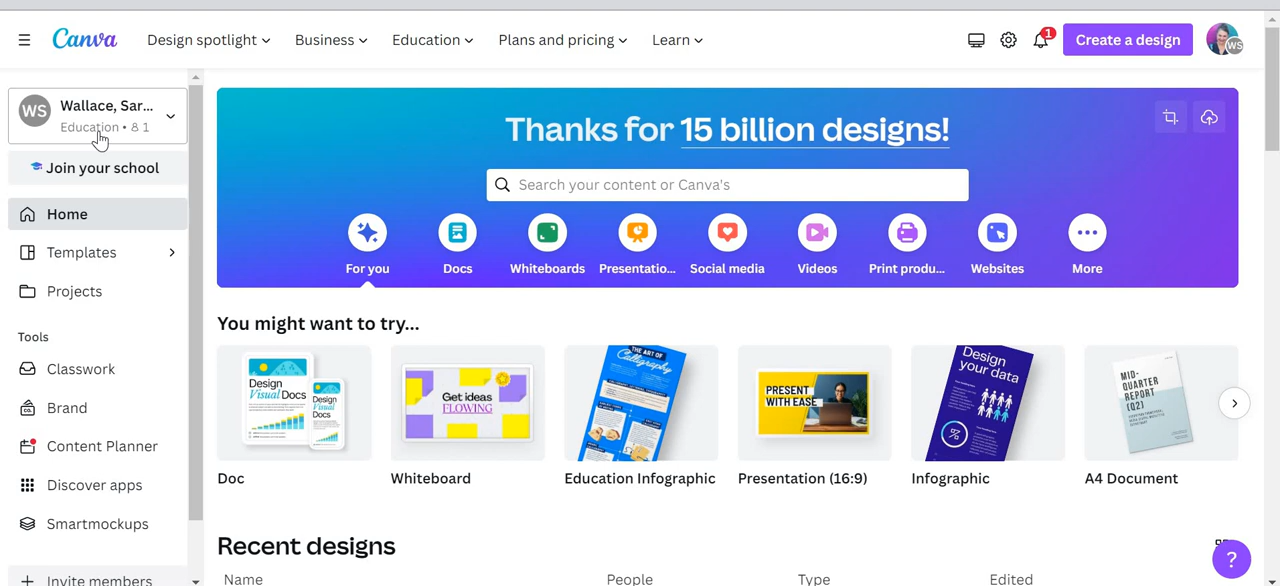 Canva
Design spotlight
Business
Education
Plans and pricing
Learn
1
Create a design
WS
WS
Wallace, Sar...
Education • 8 1
Join your school
Home
Templates
Projects
Tools
Classwork
Brand
Content Planner
Discover apps
Smartmockups
Invite members
Thanks for 15 billion designs!
Search your content or Canva's
For you
Docs
Whiteboards
Presentatio...
Social media
Videos
Print produ...
Websites
More
You might want to try...
Design
Visual Docs
Design
Visual
Docs
Get ideas
FLOWING
THE ART OF
Calligraphy
PRESENT
WITH EASE
Design
your data
MID-
QUARTER
REPORT
(Q2)
Doc
Whiteboard
Education Infographic
Presentation (16:9)
Infographic
A4 Document
Recent designs
?
Name
People
Type
Edited